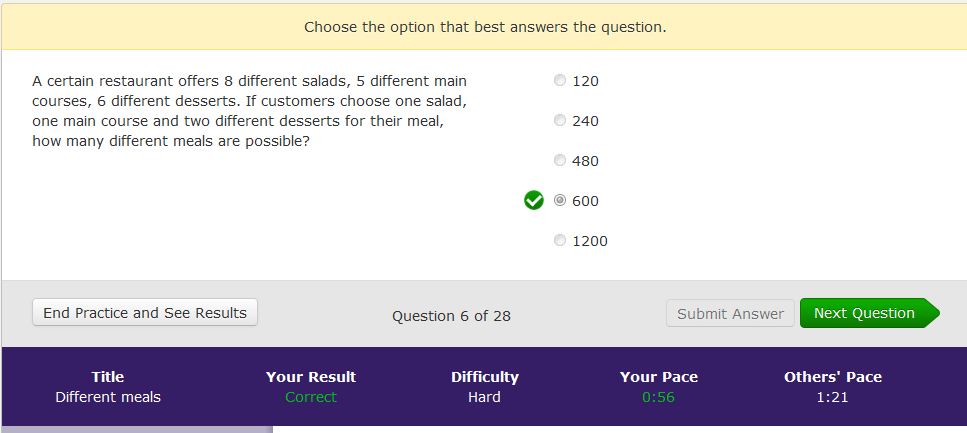 Choose the option that best answers the question.
A certain restaurant offers 8 different salads, 5 different main
courses, 6 different desserts. If customers choose one salad,
one main course and two different desserts for their meal,
how many different meals are possible?
120
240
480
600
1200
End Practice and See Results
Question 6 of 28
Submit Answer
Next Question
Title
Your Result
Difficulty
Your Pace
Others' Pace
Different meals
Correct
Hard
0:56
1:21